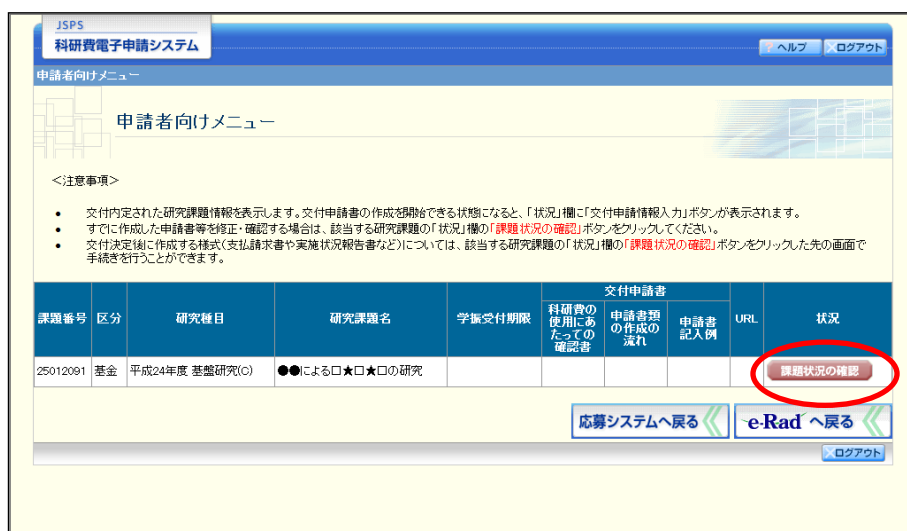 JSPS
科研費電子申請システム
? ヘルプ
ログアウト
申請者向けメニュー
申請者向けメニュー
＜注意事項＞
• 交付内定された研究課題情報を表示します。交付申請書の作成を開始できる状態になると、「状況」欄に「交付申請情報入力」ボタンが表示されます。
• すでに作成した申請書等を修正・確認する場合は、該当する研究課題の「状況」欄の「課題状況の確認」ボタンをクリックしてください。
• 交付決定後に作成する様式（支払請求書や実施状況報告書など）については、該当する研究課題の「状況」欄の「課題状況の確認」ボタンをクリックした先の画面で
手続きを行うことができます。
交付申請書
課題番号 区分 研究種目 研究課題名 学振受付期限
科研費の
使用にあ
たっての
確認書
申請書類
の作成の
流れ
申請書
記入例
URL 状況
25012091 基金 平成24年度 基盤研究(C) ●●による□★□★□の研究 課題状況の確認
応募システムへ戻る
e-Rad へ戻る
ログアウト